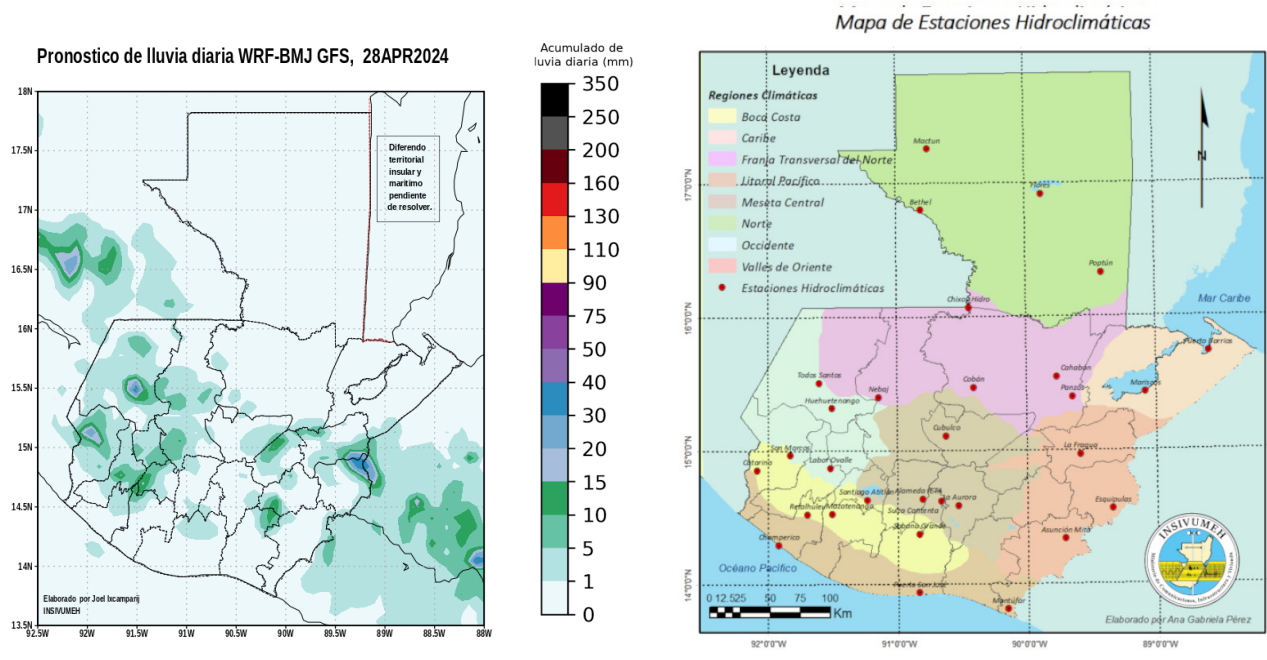 Pronostico de lluvia diaria WRF-BMJ GFS, 28APR2024
18N
17.5N
17N
16.5N
16N
15.5N
15N
14.5N
14N
13.5N
92.5W
92W
91.5W
91W
90.5W
90W
89.5W
89W
88.5W
88W
Diferendo
territorial
insular y
maritimo
pendiente
de resolver.
Elaborado por Joel Ixcamparij
INSIVUMEH
Acumulado de
lluvia diaria (mm)
350
250
200
160
130
110
90
75
50
40
30
20
15
10
5
1
0
Mapa de Estaciones Hidroclimáticas
Leyenda
Regiones Climáticas
Boca Costa
Caribe
Franja Transversal del Norte
Litoral Pacífico
Meseta Central
Norte
Occidente
Valles de Oriente
Estaciones Hidroclimáticas
N
Mactun
Flores
Bethel
Poptún
Chixoy Hidro
Mar Caribe
Puerto Barrios
Cahabón
Todos Santos
Nebaj
Cobán
Panzós
Mariscos
Huehuetenango
Cubulco
La Fragua
San Marcos
Labor Ovalle
Catarina
Santiago Atitlán
Alameda ICTA
La Aurora
Suiza Contenta
Esquipulas
Retalhuleu
Mazatenango
Sabana Grande
Asunción Mita
Champerico
Océano Pacífico
Puerto San José
Montúfar
0 12.525 50 75 100
Km
INSIVUMEH
Elaborado por Ana Gabriela Pérez
17°0'0"N
16°0'0"N
15°0'0"N
14°0'0"N
92°0'0"W
91°0'0"W
90°0'0"W
89°0'0"W